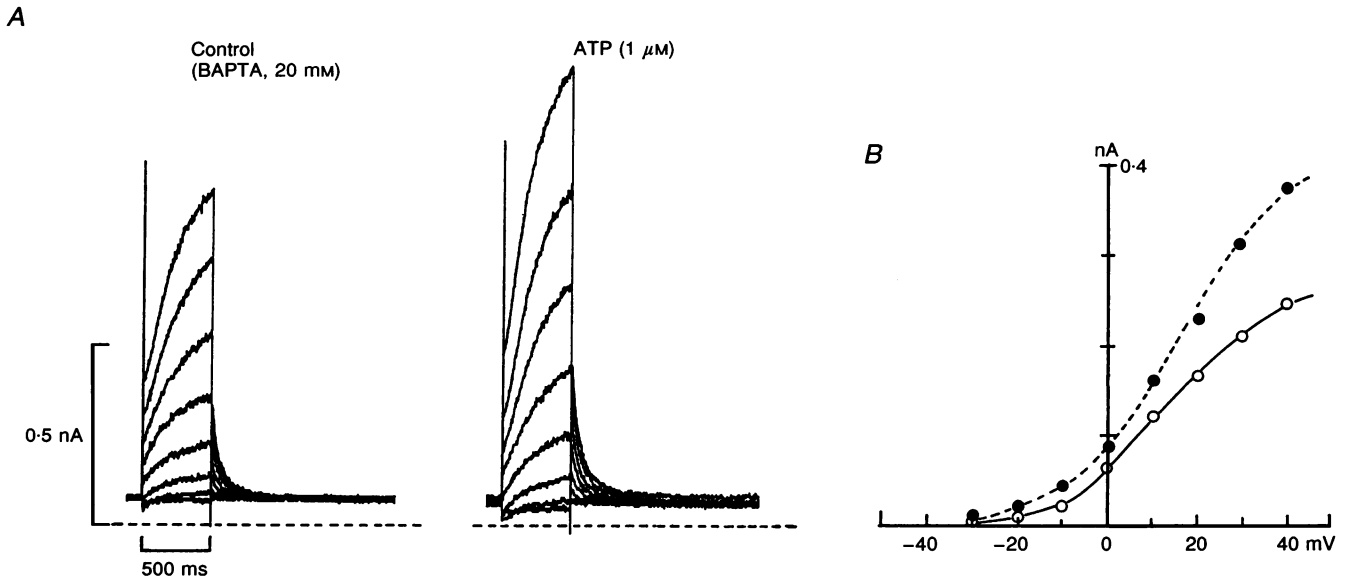 A
Control
(BAPTA, 20 mM)
ATP (1 μM)
0·5 nA
500 ms
B
nA
0·4
−40 −20 0 20 40 mV